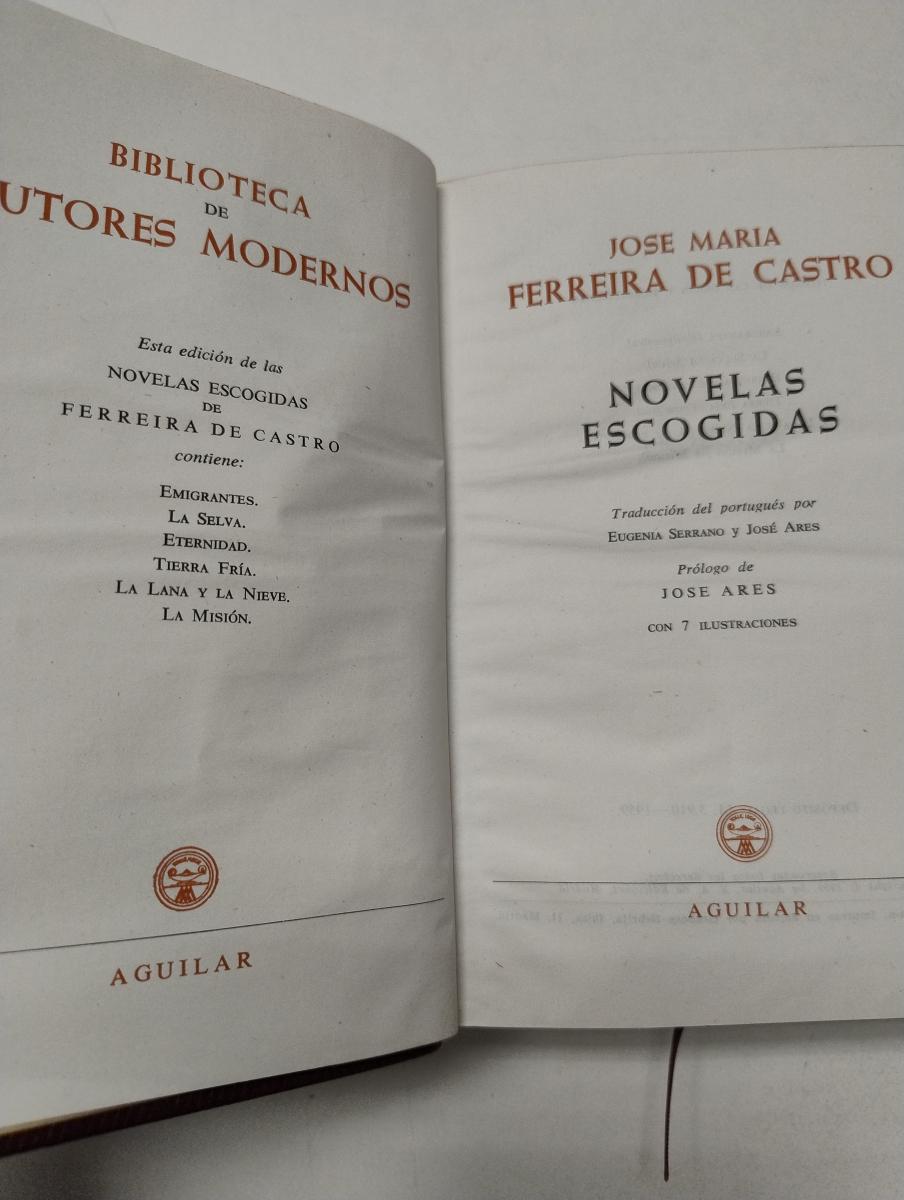 BIBLIOTECA
DE
UTORES MODERNOS
Esta edición de las
NOVELAS ESCOGIDAS
DE
FERREIRA DE CASTRO
contiene:
EMIGRANTES.
LA SELVA.
ETERNIDAD.
TIERRA FRÍA.
LA LANA Y LA NIEVE.
LA MISIÓN.
AGUILAR
JOSE MARIA
FERREIRA DE CASTRO
NOVELAS
ESCOGIDAS
Traducción del portugués por
EUGENIA SERRANO Y JOSÉ ARES
Prólogo de
JOSE ARES
CON 7 ILUSTRACIONES
AGUILAR